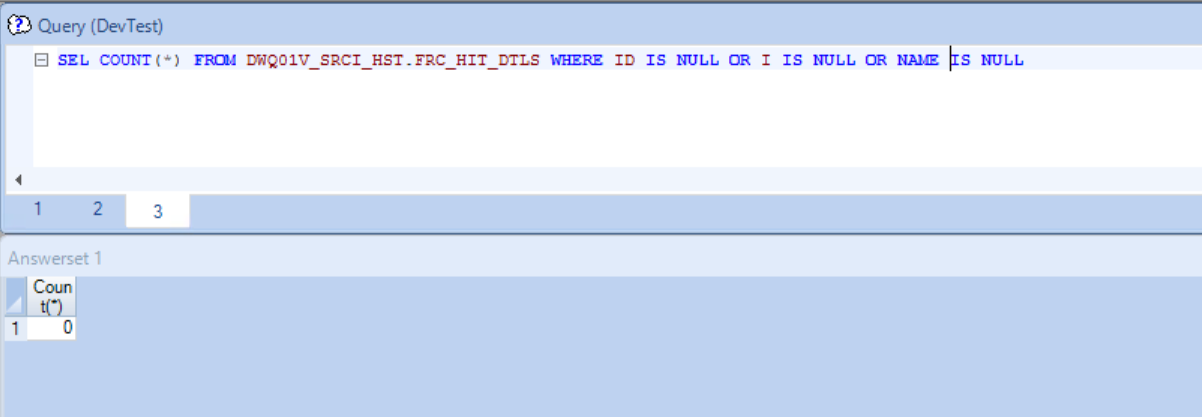 Query (DevTest)
SEL COUNT(*) FROM DWQ01V_SRCI_HST.FRC_HIT_DTLS WHERE ID IS NULL OR I IS NULL OR NAME IS NULL
1 2 3
Answerset 1
Coun
t(*)
1 0